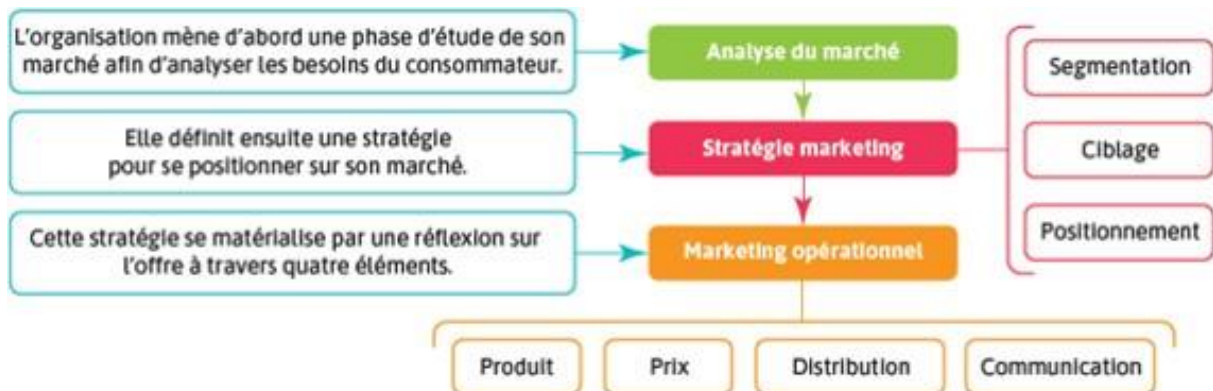 L'organisation mène d'abord une phase d'étude de son
marché afin d'analyser les besoins du consommateur.
Analyse du marché
Elle définit ensuite une stratégie
pour se positionner sur son marché.
Stratégie marketing
Segmentation
Ciblage
Positionnement
Cette stratégie se matérialise par une réflexion sur
l'offre à travers quatre éléments.
Marketing opérationnel
Produit
Prix
Distribution
Communication